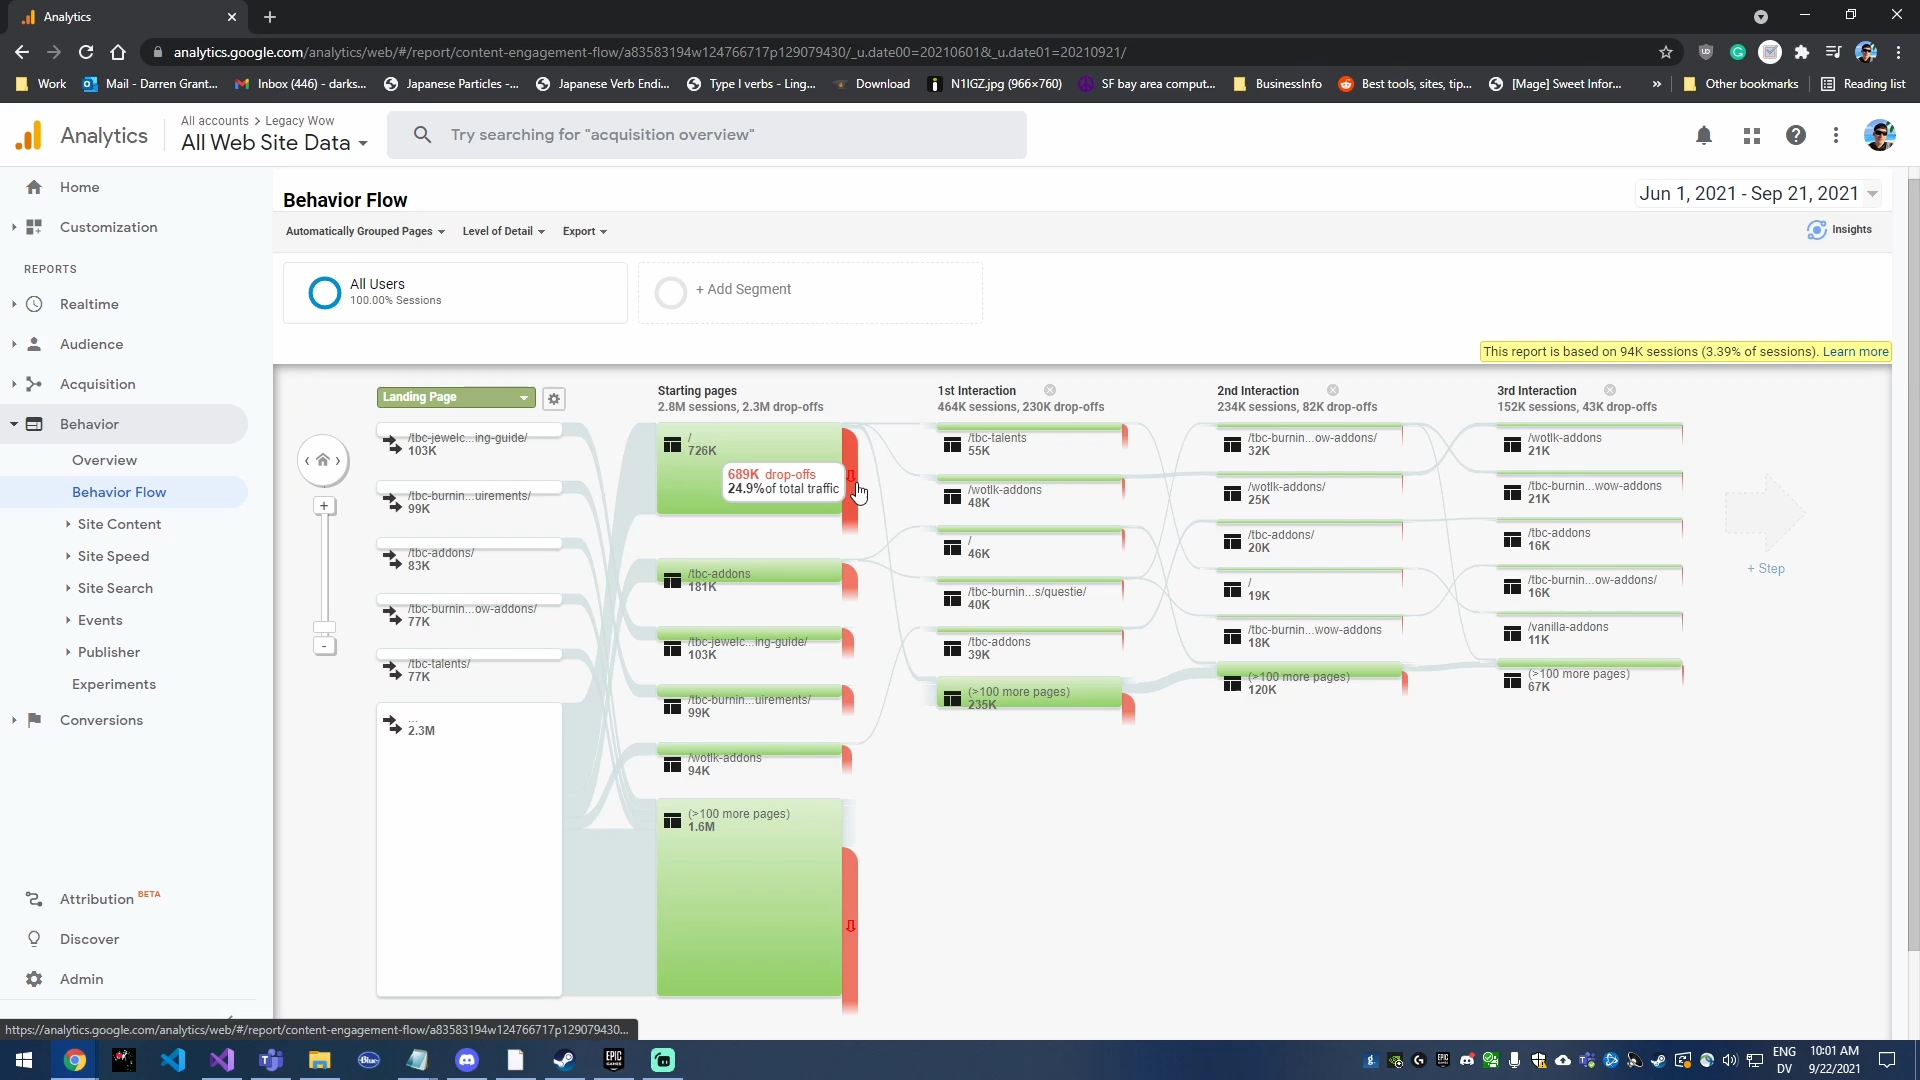 Analytics
analytics.google.com/analytics/web/#/report/content-engagement-flow/a83583194w124766717p129079430/_u.date00=20210601&_u.date01=20210921/
Work
Mail - Darren Grant...
Inbox (446) - darks...
Japanese Particles -...
Japanese Verb Endi...
Type I verbs - Ling...
Download
N1IGZ.jpg (966×760)
SF bay area comput...
BusinessInfo
Best tools, sites, tip...
[Mage] Sweet Infor...
»
Other bookmarks
Reading list
Analytics
All accounts > Legacy Wow
All Web Site Data
Try searching for "acquisition overview"
Home
Customization
REPORTS
Realtime
Audience
Acquisition
Behavior
Overview
Behavior Flow
Site Content
Site Speed
Site Search
Events
Publisher
Experiments
Conversions
Attribution BETA
Discover
Admin
Behavior Flow
Jun 1, 2021 - Sep 21, 2021
Automatically Grouped Pages
Level of Detail
Export
Insights
All Users
100.00% Sessions
+ Add Segment
This report is based on 94K sessions (3.39% of sessions). Learn more
Landing Page
/tbc-jewelc...ing-guide/
103K
/tbc-burnin...uirements/
99K
/tbc-addons/
83K
/tbc-burnin...ow-addons/
77K
/tbc-talents/
77K
...
2.3M
+
-
Starting pages
2.8M sessions, 2.3M drop-offs
/
726K
689K drop-offs
24.9%of total traffic
/tbc-addons
181K
/tbc-jewelc...ing-guide/
103K
/tbc-burnin...uirements/
99K
/wotlk-addons
94K
(>100 more pages)
1.6M
1st Interaction
464K sessions, 230K drop-offs
/tbc-talents
55K
/wotlk-addons
48K
/
46K
/tbc-burnin...s/questie/
40K
/tbc-addons
39K
(>100 more pages)
235K
2nd Interaction
234K sessions, 82K drop-offs
/tbc-burnin...ow-addons/
32K
/wotlk-addons/
25K
/tbc-addons/
20K
/
19K
/tbc-burnin...wow-addons
18K
(>100 more pages)
120K
3rd Interaction
152K sessions, 43K drop-offs
/wotlk-addons
21K
/tbc-burnin...wow-addons
21K
/tbc-addons
16K
/tbc-burnin...ow-addons/
16K
/vanilla-addons
11K
(>100 more pages)
67K
+ Step
https://analytics.google.com/analytics/web/#/report/content-engagement-flow/a83583194w124766717p129079430...
Blue
EPIC GAMES
ENG
DV
10:01 AM
9/22/2021